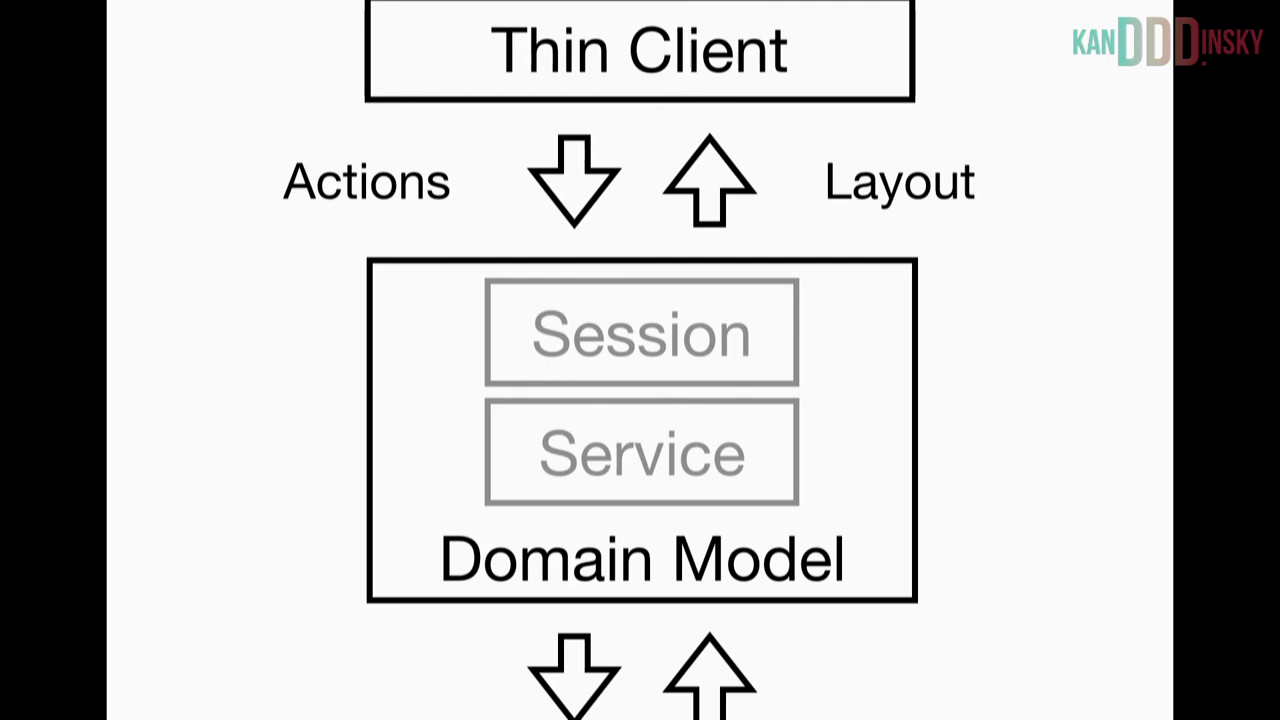 Thin Client
KANDDDINSKY
Actions
Layout
Session
Service
Domain Model